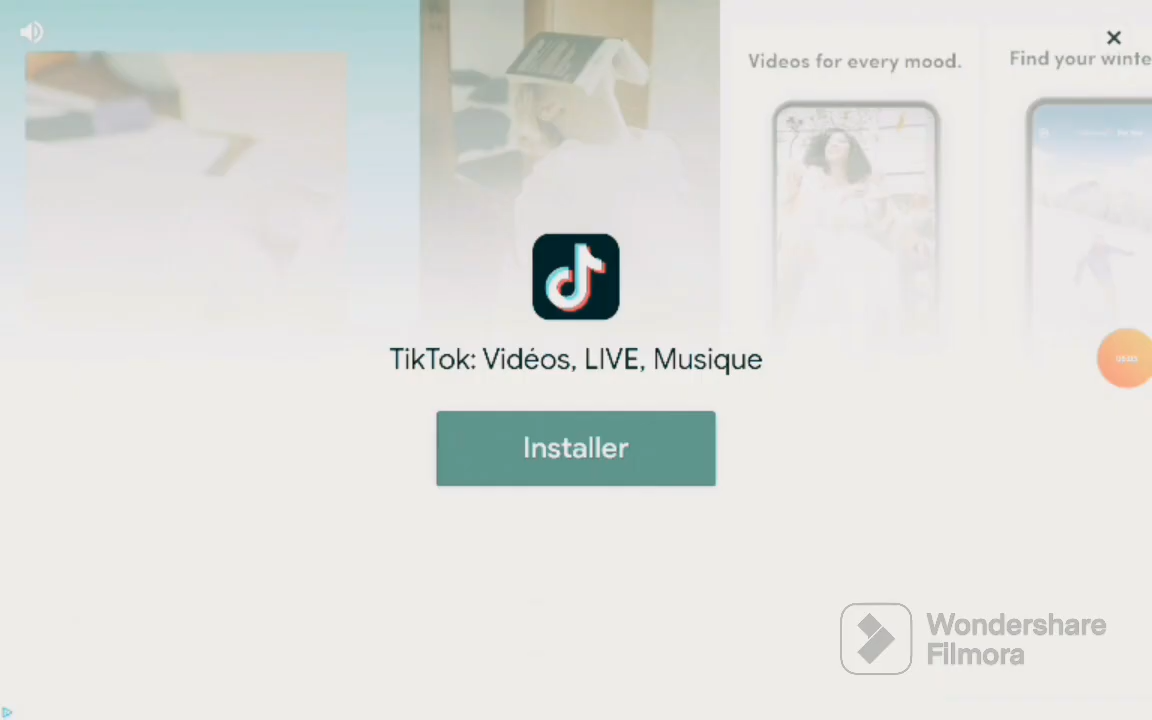 Videos for every mood.
Find your winte
TikTok: Vidéos, LIVE, Musique
Installer
Wondershare
Filmora